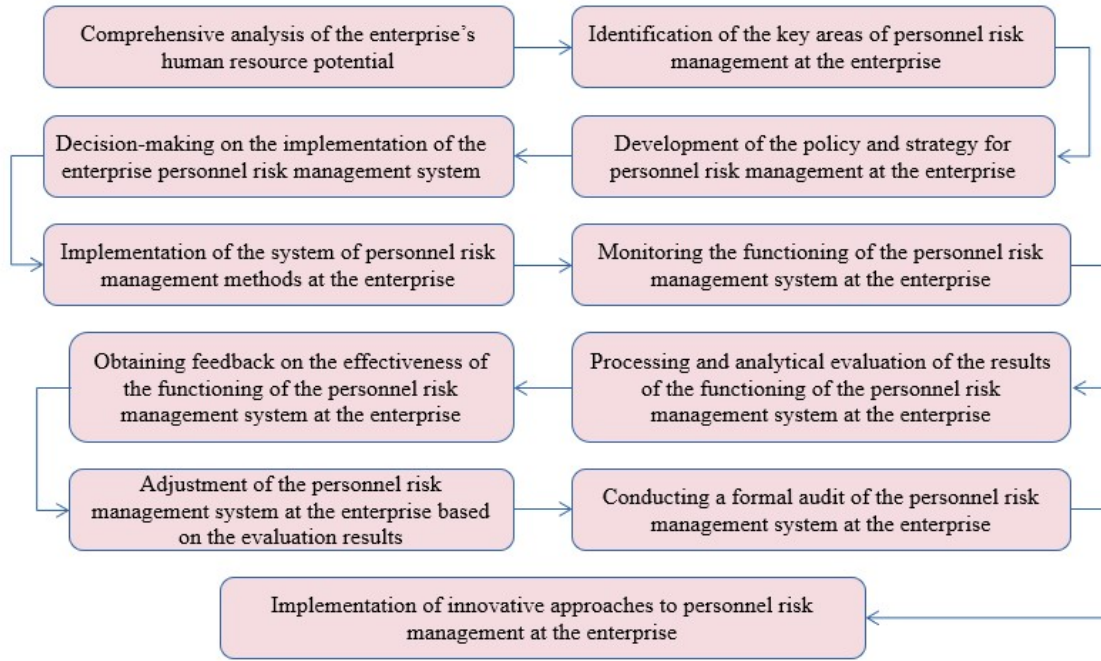 Comprehensive analysis of the enterprise's
human resource potential
Identification of the key areas of personnel risk
management at the enterprise
Decision-making on the implementation of the
enterprise personnel risk management system
Development of the policy and strategy for
personnel risk management at the enterprise
Implementation of the system of personnel risk
management methods at the enterprise
Monitoring the functioning of the personnel risk
management system at the enterprise
Obtaining feedback on the effectiveness of
the functioning of the personnel risk
management system at the enterprise
Processing and analytical evaluation of the results
of the functioning of the personnel risk
management system at the enterprise
Adjustment of the personnel risk
management system at the enterprise based
on the evaluation results
Conducting a formal audit of the personnel risk
management system at the enterprise
Implementation of innovative approaches to personnel risk
management at the enterprise